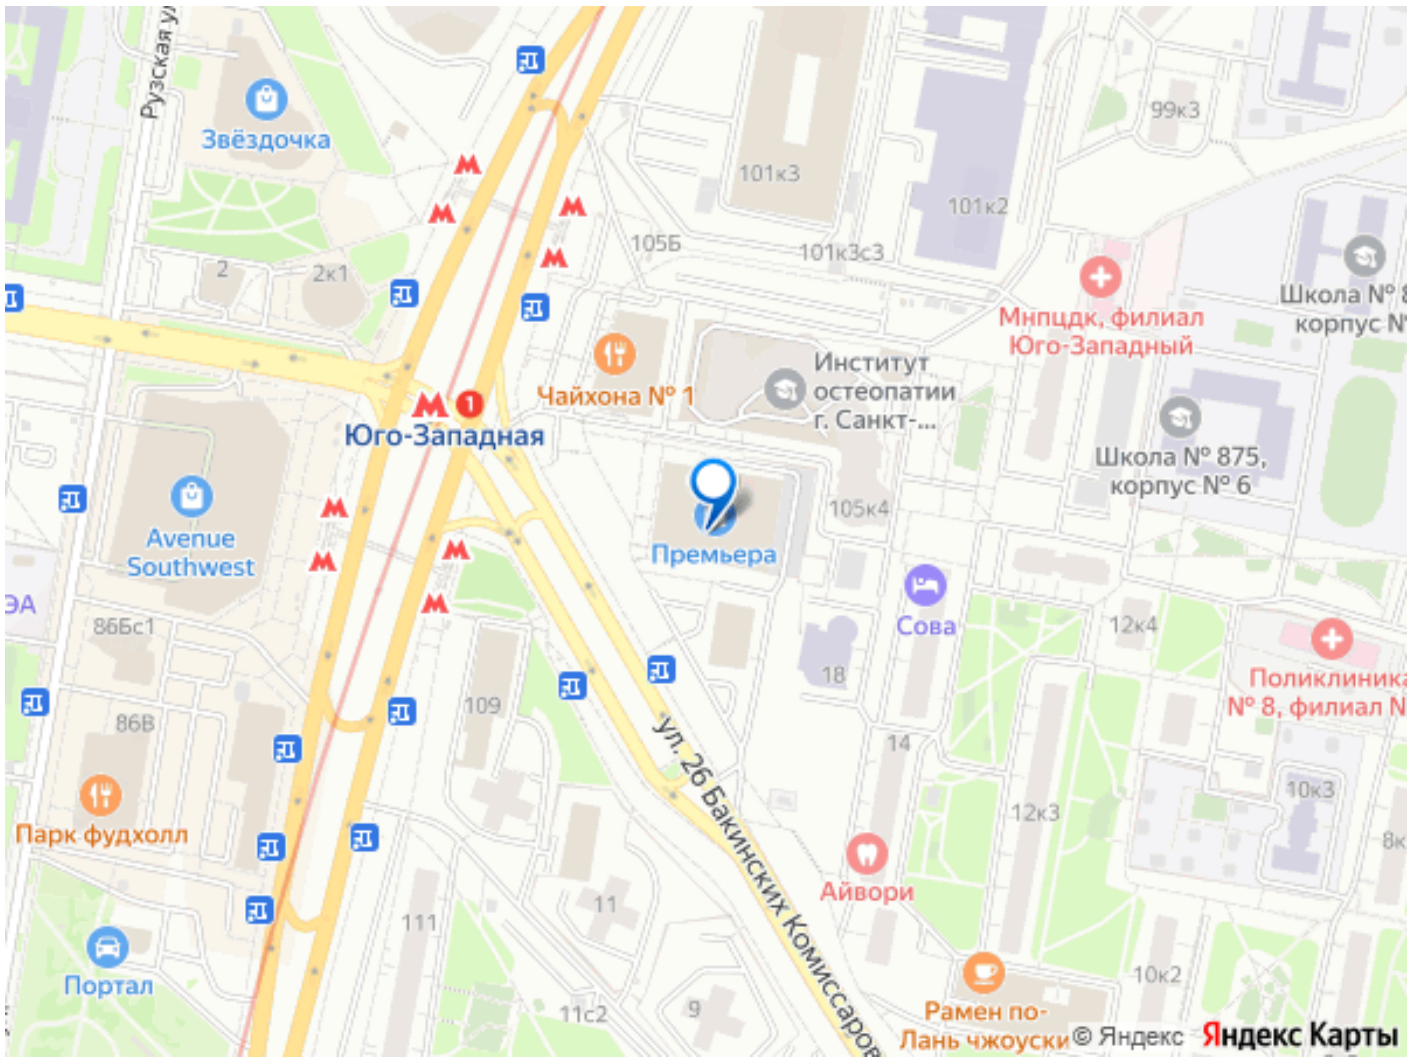 Рузская ул
Звёздочка
99к3
101к3
101к2
105Б
101к3с3
2
2к1
Школа № 8
корпус №
Мнпцдк, филиал
Юго-Западный
Чайхона № 1
Институт
остеопатии
г. Санкт-...
1
Юго-Западная
Школа № 875,
корпус № 6
Avenue
Southwest
105к4
Премьера
ЭА
86Бс1
Сова
12к4
Поликлиника
№ 8, филиал N
18
109
86В
14
ул. 26 Бакинских Комиссаров
10к3
12к3
8к
Парк фудхолл
Айвори
11
111
Портал
10к2
9
11с2
Рамен по-
Лань чжоуски
© Яндекс Яндекс Карты